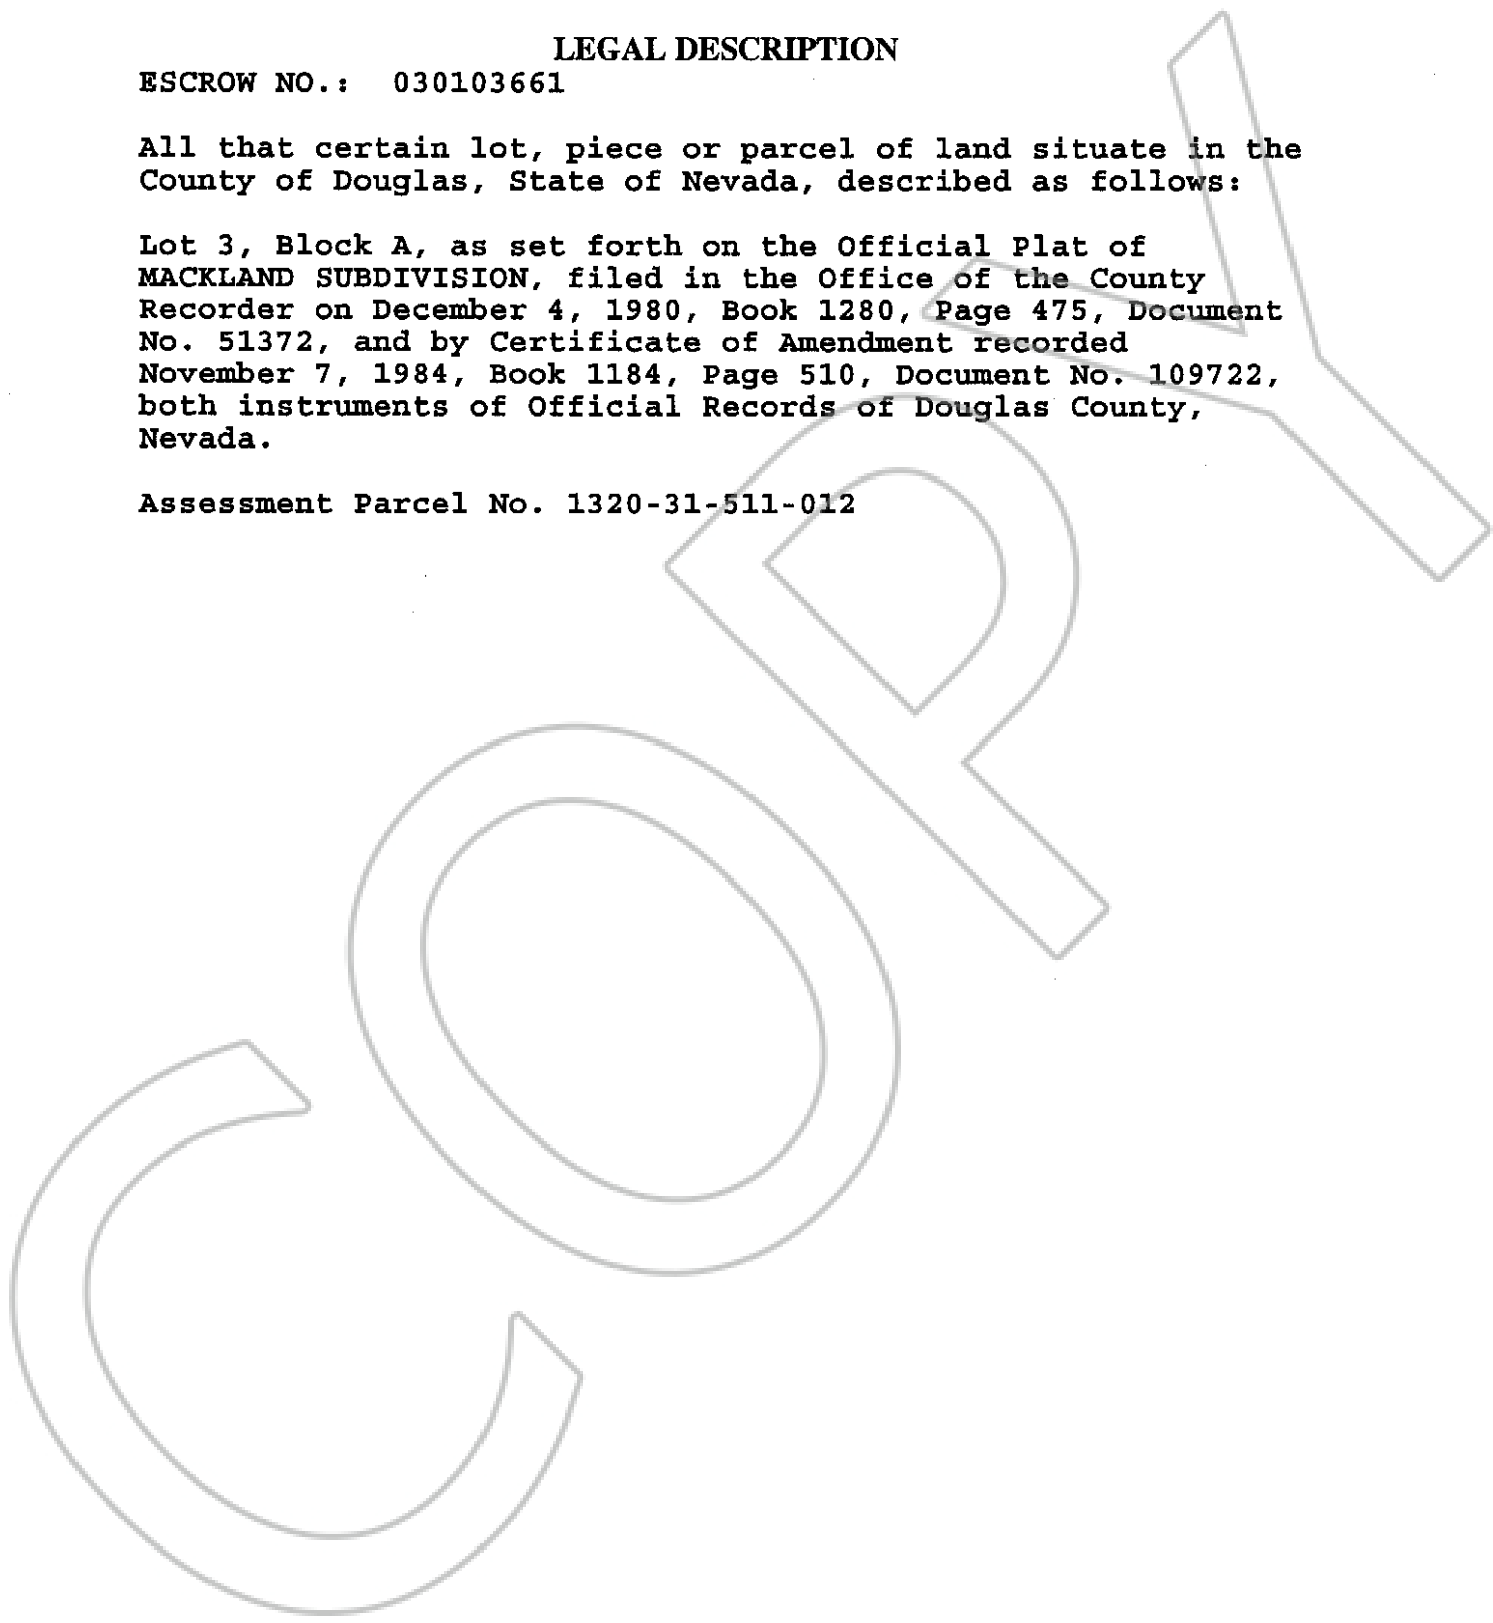 LEGAL DESCRIPTION
ESCROW NO.: 030103661
All that certain lot, piece or parcel of land situate in the
County of Douglas, State of Nevada, described as follows:
Lot 3, Block A, as set forth on the Official Plat of
MACKLAND SUBDIVISION, filed in the Office of the County
Recorder on December 4, 1980, Book 1280, Page 475, Document
No. 51372, and by Certificate of Amendment recorded
November 7, 1984, Book 1184, Page 510, Document No. 109722,
both instruments of Official Records of Douglas County,
Nevada.
Assessment Parcel No. 1320-31-511-012
COPY